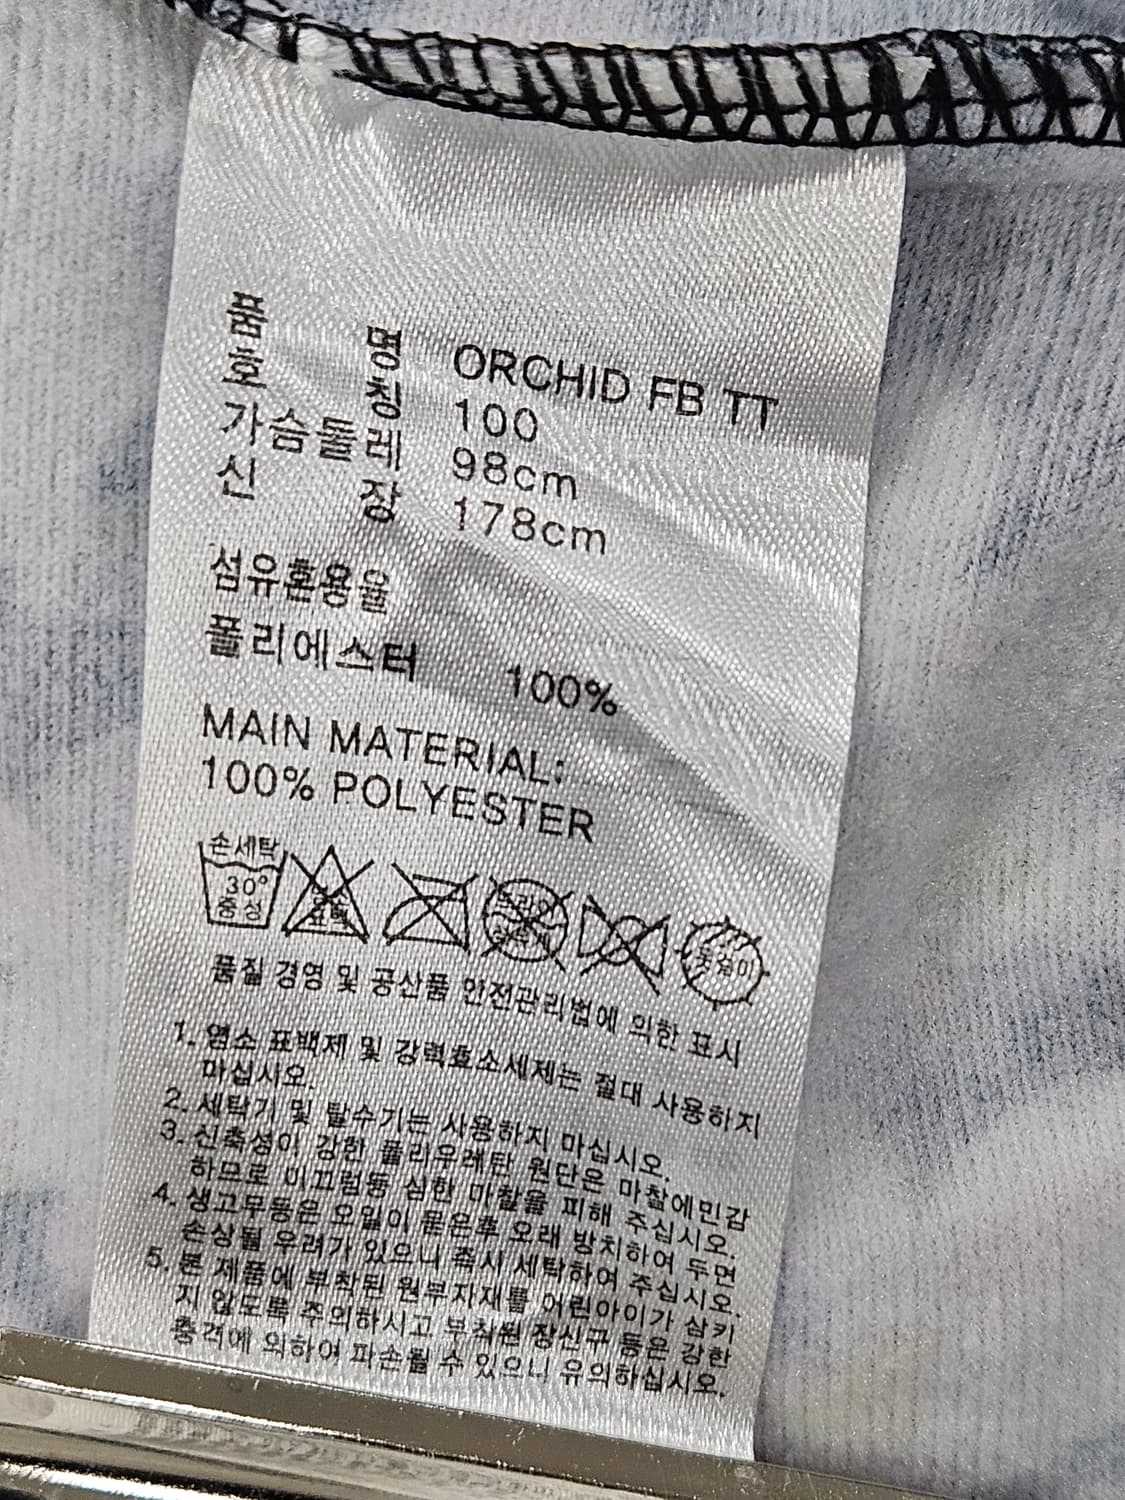 품 명 ORCHID FB TT
호 칭 100
가슴둘레 98cm
신 장 178cm
섬유혼용율
폴리에스터 100%
MAIN MATERIAL:
100% POLYESTER
손세탁
30°
중성
뉘헐이
품질 경영 및 공산품 안전관리법에 의한 표시
1. 염소 표백제 및 강력효소세제는 절대 사용하지
마십시오.
2. 세탁기 및 탈수기는 사용하지 마십시오.
3. 신축성이 강한 폴리우레탄 원단은 마찰에민감
하므로 미끄럼등 심한 마찰을 피해 주십시오.
4. 생고무등은 오일이 묻은후 오래 방치하여 두면
손상될 우려가 있으니 즉시 세탁하여 주십시오.
5. 본 제품에 부착된 원부자재를 어린아이가 삼키
지 않도록 주의하시고 부착된 장신구 등은 강한
충격에 의하여 파손될 수 있으니 유의하십시오.